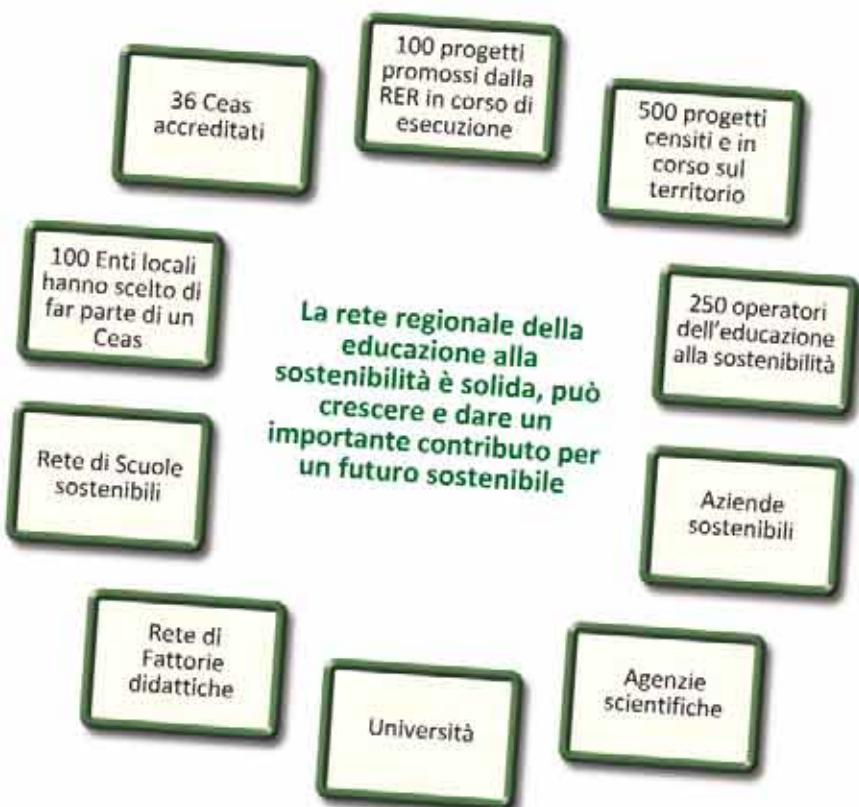 100 progetti
promossi dalla
RER in corso di
esecuzione
500 progetti
censiti e in
corso sul
territorio
250 operatori
dell'educazione
alla sostenibilità
Aziende
sostenibili
Agenzie
scientifiche
Università
Rete di
Fattorie
didattiche
Rete di Scuole
sostenibili
100 Enti locali
hanno scelto di
far parte di un
Ceas
36 Ceas
accreditati
La rete regionale della
educazione alla
sostenibilità è solida, può
crescere e dare un
importante contributo per
un futuro sostenibile